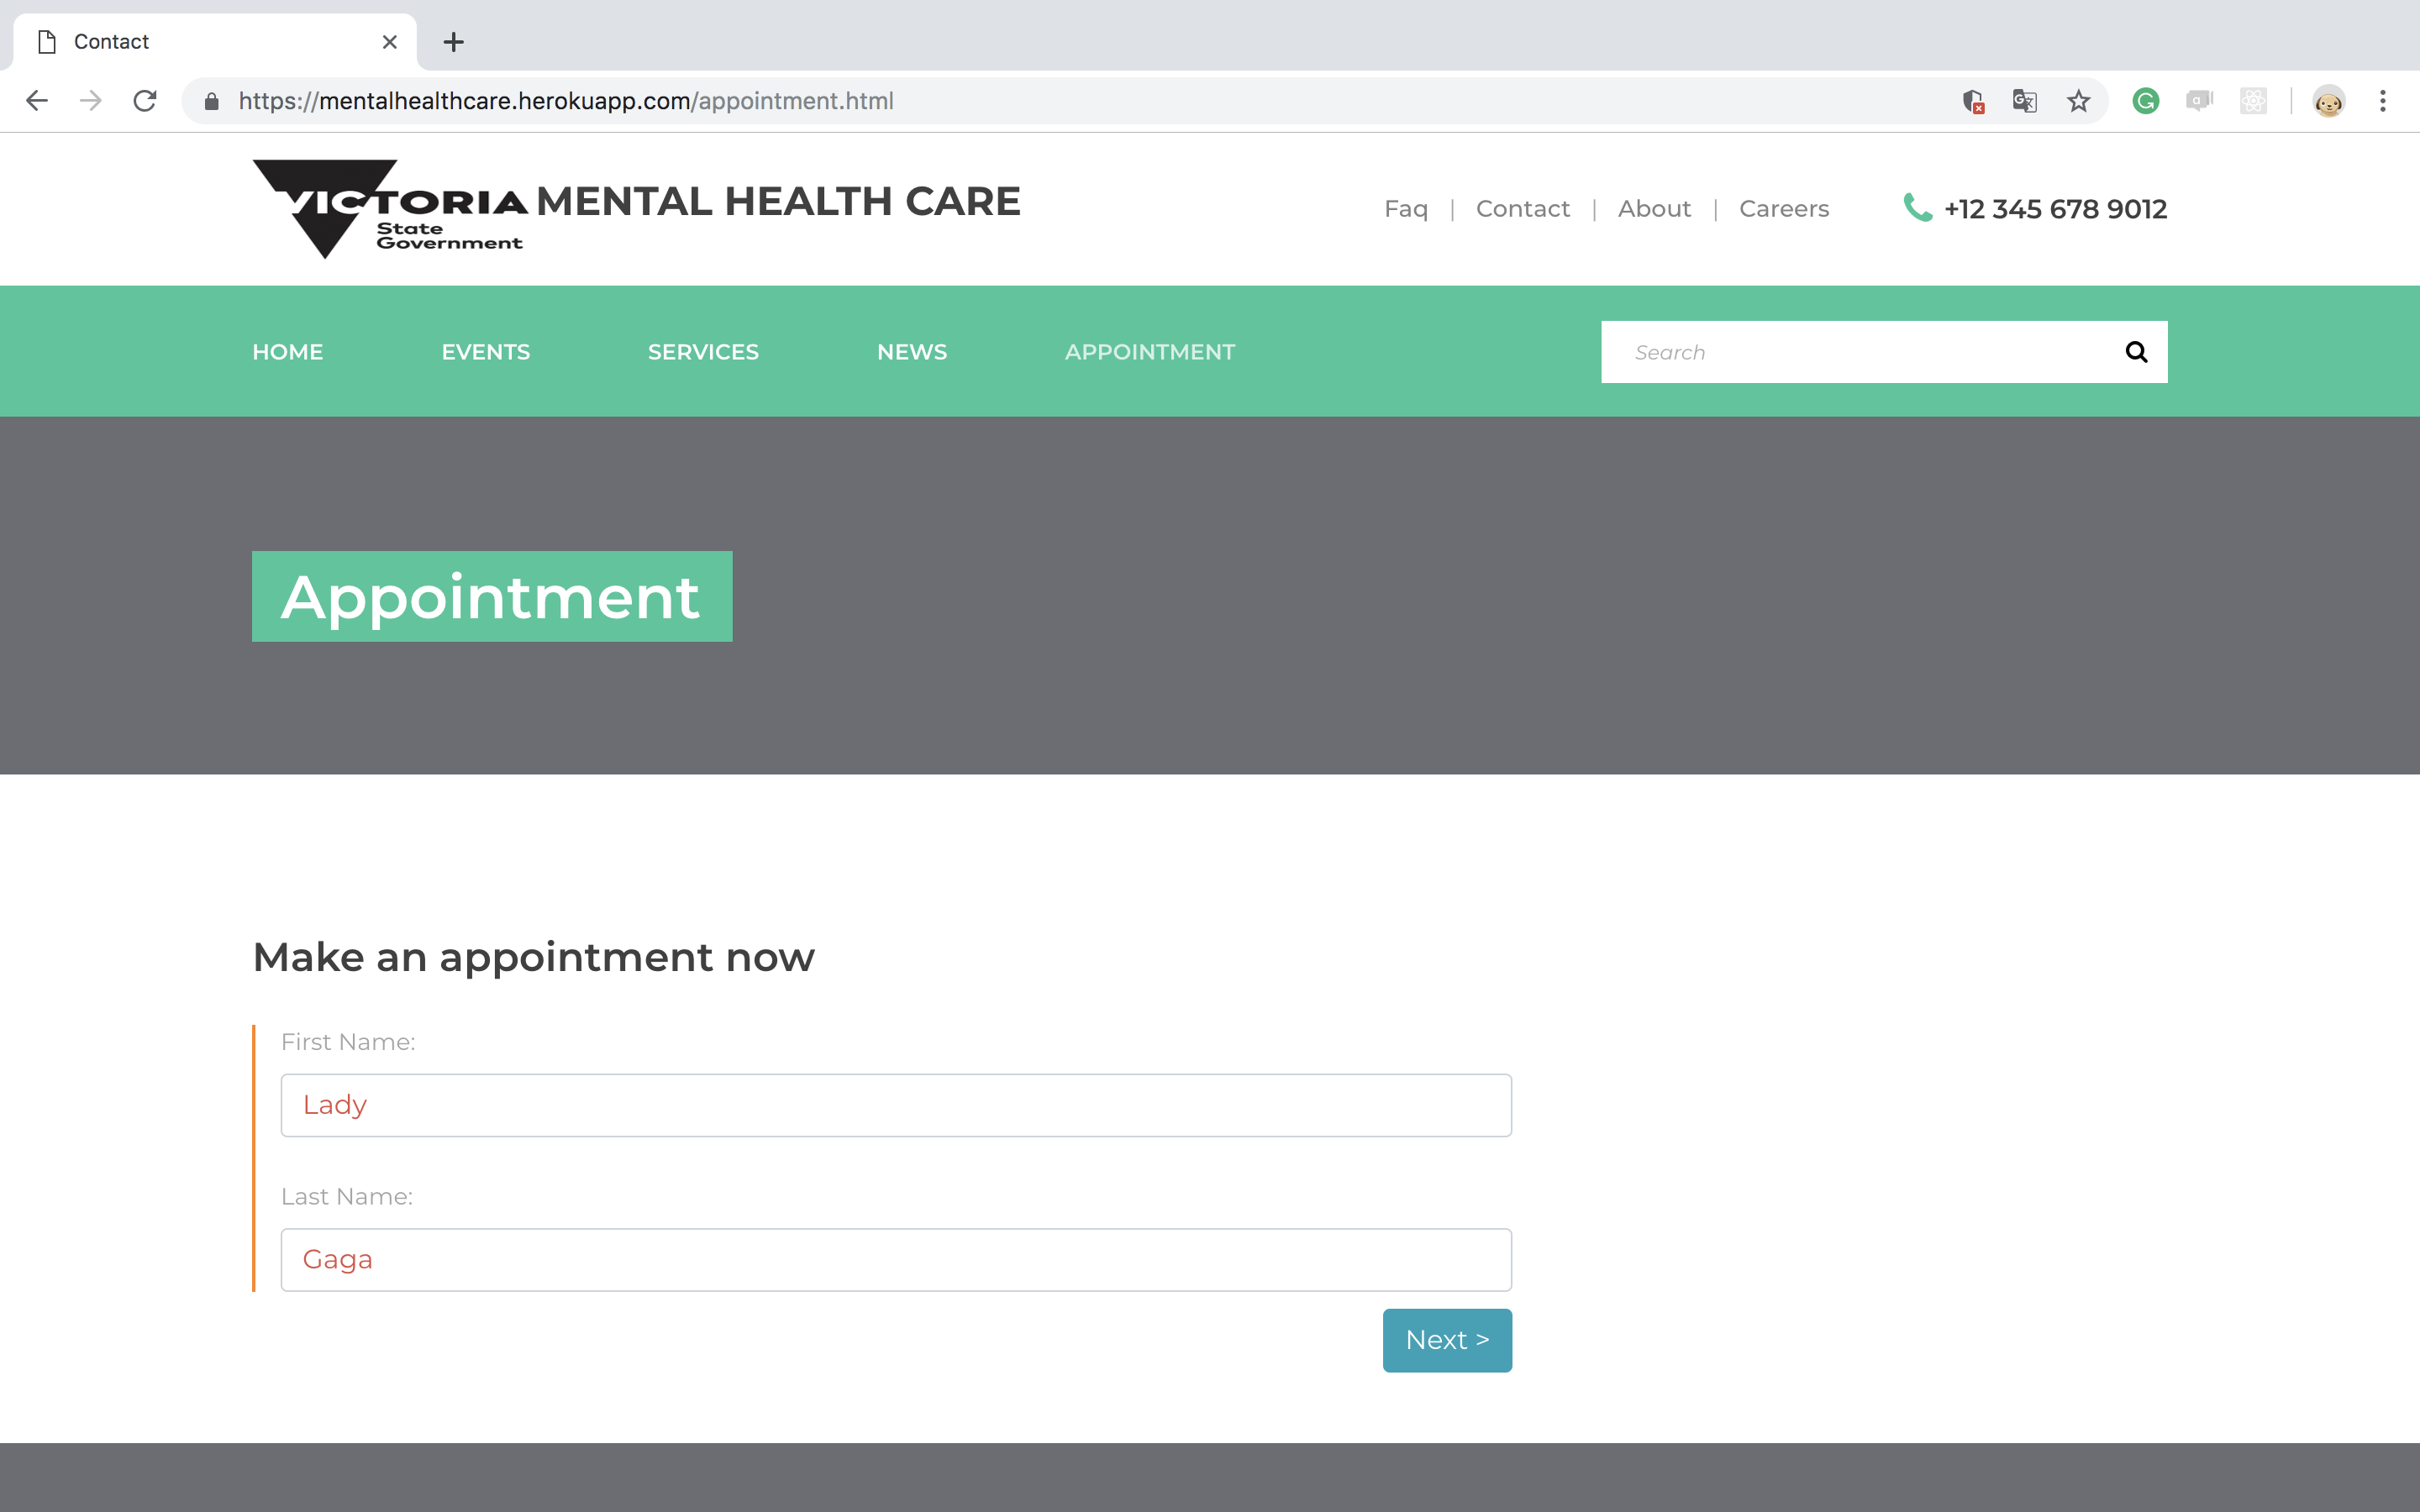 Contact
https://mentalhealthcare.herokuapp.com/appointment.html
VICTORIA
State
Government
MENTAL HEALTH CARE
Faq | Contact | About | Careers
+12 345 678 9012
HOME EVENTS SERVICES NEWS APPOINTMENT
Search
Appointment
Make an appointment now
First Name:
Lady
Last Name:
Gaga
Next >